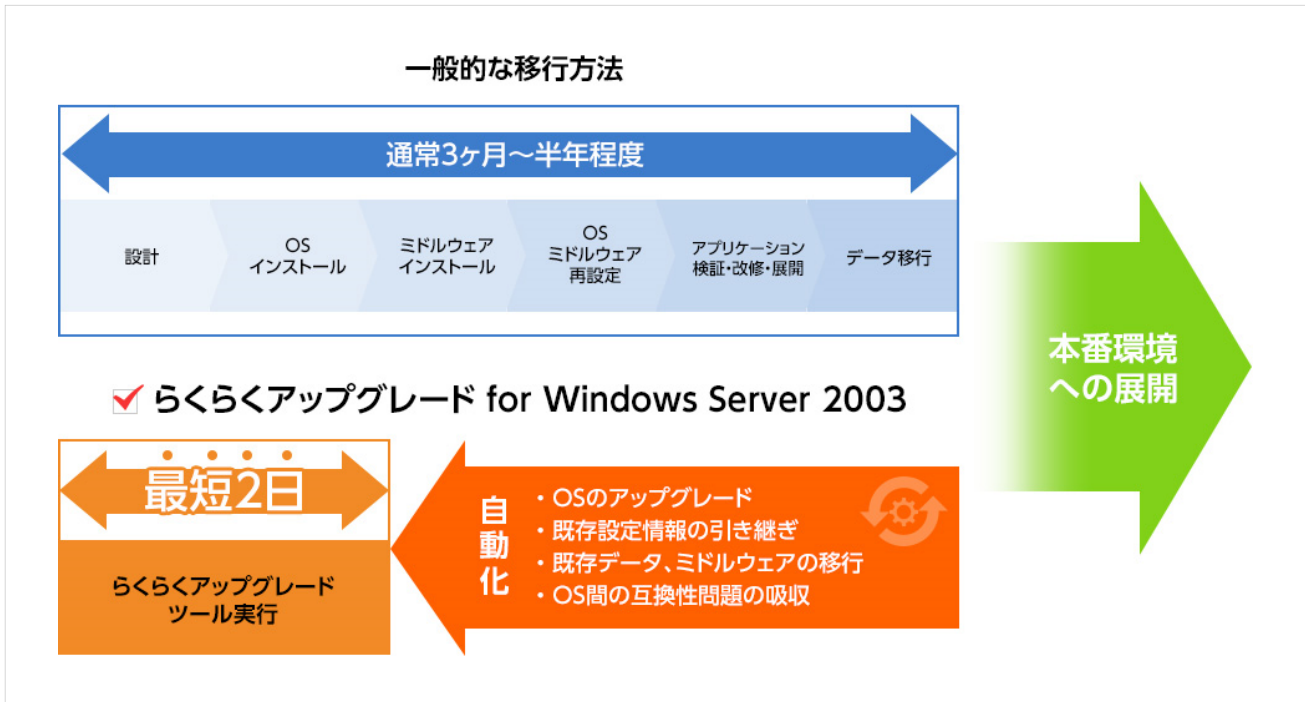 一般的な移行方法
通常3ヶ月～半年程度
設計
OS
インストール
ミドルウェア
インストール
OS
ミドルウェア
再設定
アプリケーション
検証・改修・展開
データ移行
本番環境
への展開
らくらくアップグレード for Windows Server 2003
最短2日
らくらくアップグレード
ツール実行
自動化
・OSのアップグレード
・既存設定情報の引き継ぎ
・既存データ、ミドルウェアの移行
・OS間の互換性問題の吸収